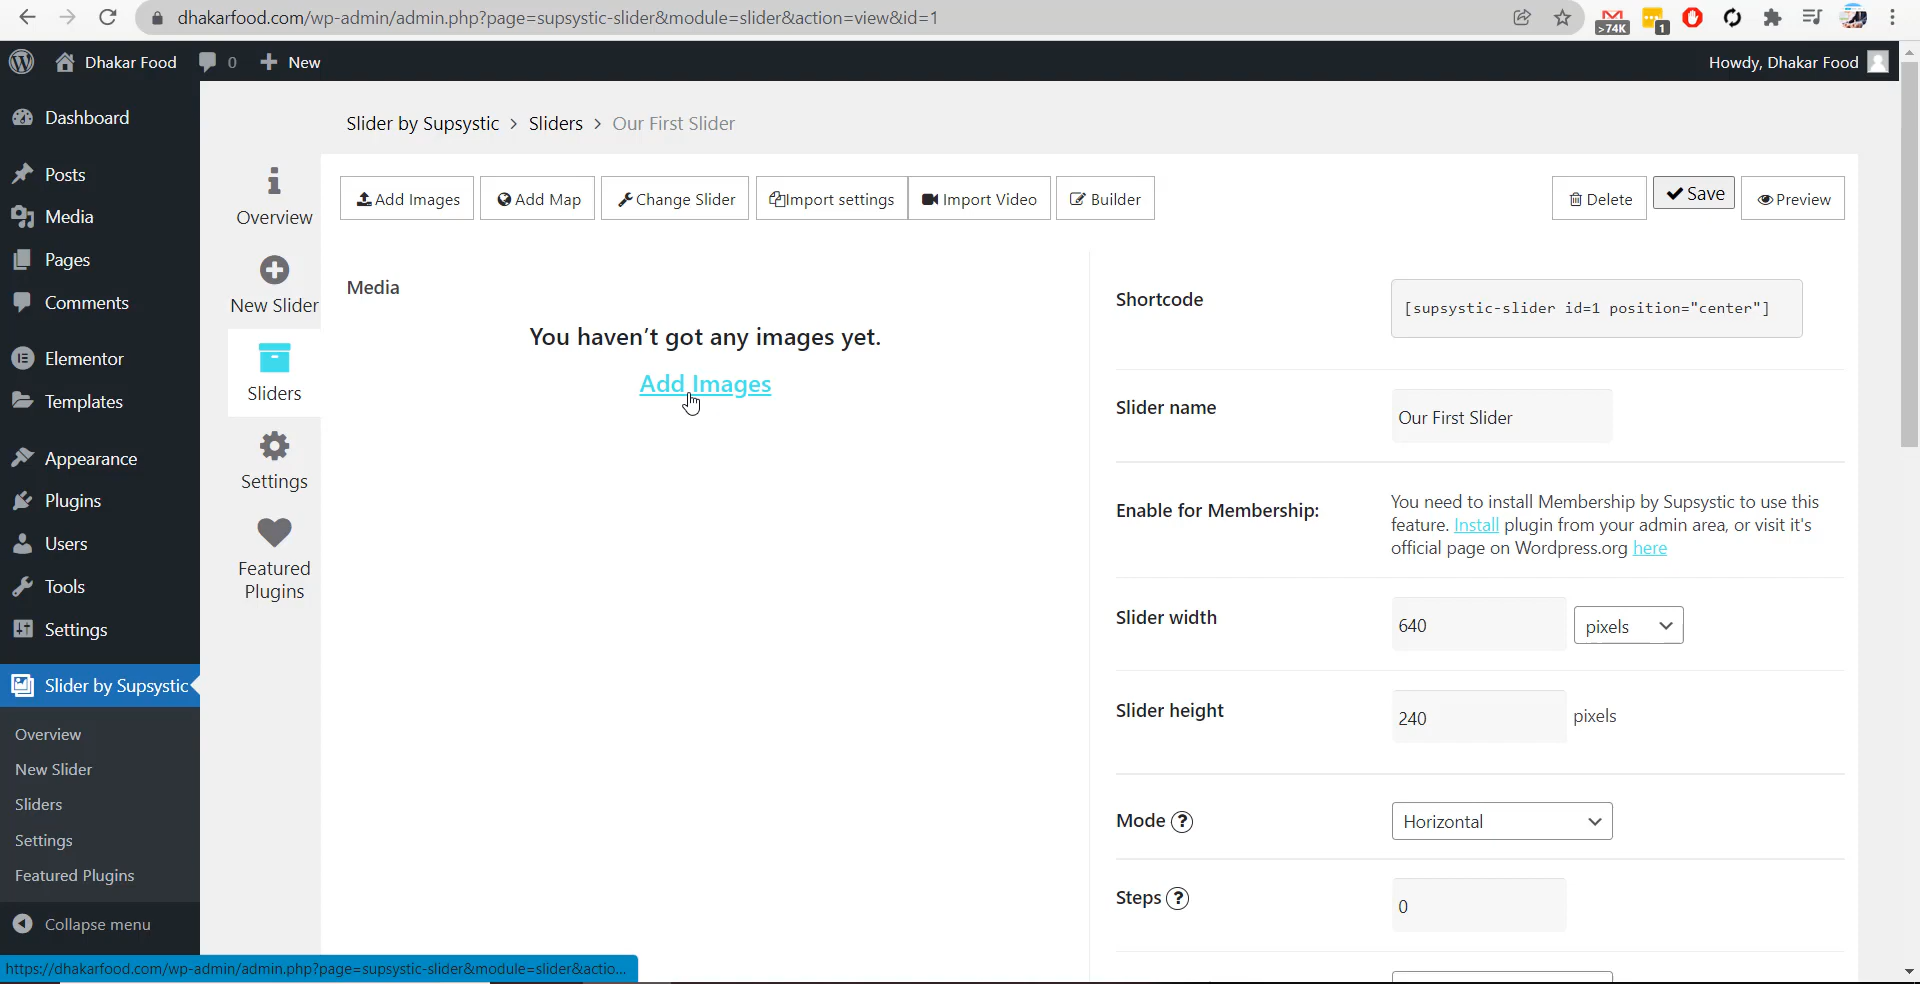 dhakarfood.com/wp-admin/admin.php?page=supsystic-slider&module=slider&action=view&id=1
>74K
1
Dhakar Food
0
New
Howdy, Dhakar Food
Dashboard
Posts
Media
Pages
Comments
Elementor
Templates
Appearance
Plugins
Users
Tools
Settings
Slider by Supsystic
Overview
New Slider
Sliders
Settings
Featured Plugins
Collapse menu
https://dhakarfood.com/wp-admin/admin.php?page=supsystic-slider&module=slider&actio...
Overview
New Slider
Sliders
Settings
Featured
Plugins
Slider by Supsystic > Sliders > Our First Slider
Add Images
Add Map
Change Slider
Import settings
Import Video
Builder
Delete
Save
Preview
Media
You haven't got any images yet.
Add Images
Shortcode
[supsystic-slider id=1 position="center"]
Slider name
Our First Slider
Enable for Membership:
You need to install Membership by Supsystic to use this
feature. Install plugin from your admin area, or visit it's
official page on Wordpress.org here
Slider width
640
pixels
Slider height
240
pixels
Mode ?
Horizontal
Steps ?
0